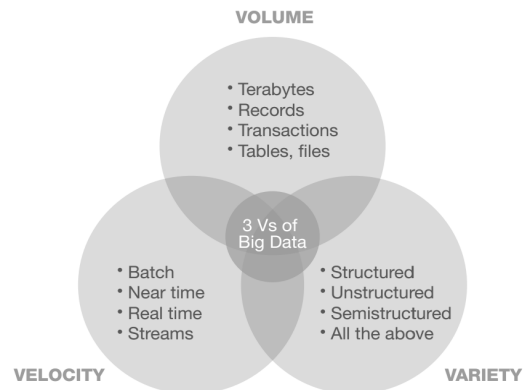 VOLUME
• Terabytes
• Records
• Transactions
• Tables, files
3 Vs of
Big Data
• Batch
• Near time
• Real time
• Streams
• Structured
• Unstructured
• Semistructured
• All the above
VELOCITY
VARIETY